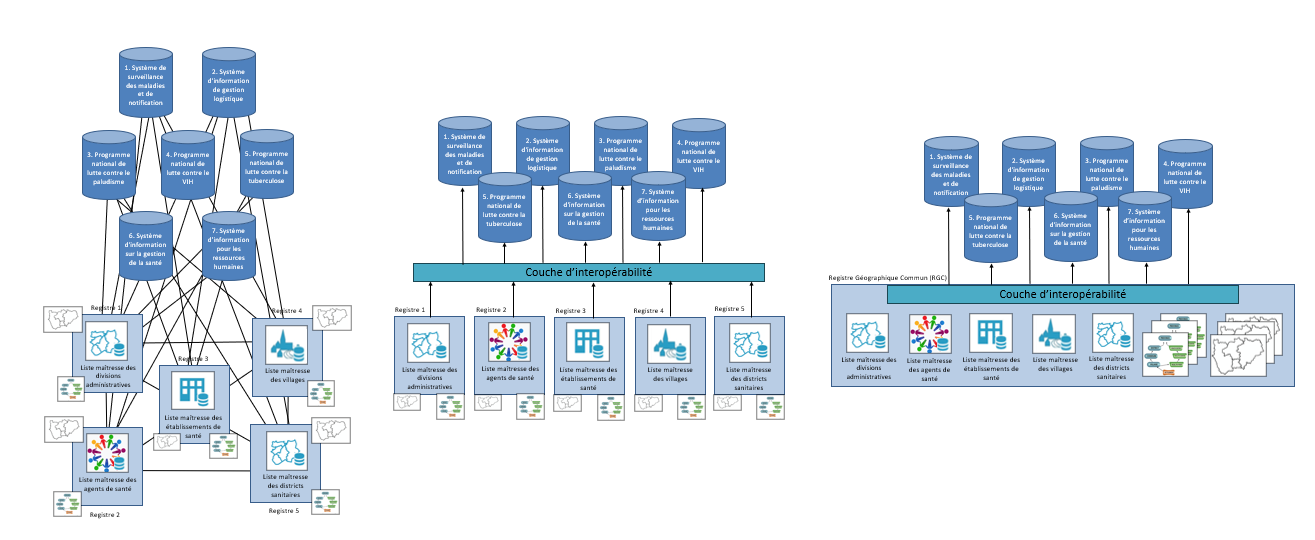 1. Système de
surveillance
des maladies
et de
notification
2. Système
d'information
de gestion
logistique
3. Programme
national de
lutte contre le
paludisme
4. Programme
national de
lutte contre le
VIH
5. Programme
national de
lutte contre la
tuberculose
6. Système
d'information
sur la gestion
de la santé
7. Système
d'information
pour les
ressources
humaines
Registre 1
Liste maîtresse des
divisions
administratives
Registre 4
Liste maîtresse
des villages
Registre 3
Liste maîtresse des
établissements de
santé
Liste maîtresse des
agents de santé
Registre 2
Liste maîtresse
des districts
sanitaires
Registre 5
1. Système de
surveillance
des maladies
et de
notification
2. Système
d'information
de gestion
logistique
3. Programme
national de
lutte contre le
paludisme
4. Programme
national de
lutte contre le
VIH
5. Programme
national de
lutte contre la
tuberculose
6. Système
d'information
sur la gestion
de la santé
7. Système
d'information
pour les
ressources
humaines
Couche d'interopérabilité
Registre 1
Liste maîtresse des
divisions
administratives
Registre 2
Liste maîtresse des
agents de santé
Registre 3
Liste maîtresse des
établissements de
santé
Registre 4
Liste maîtresse
des villages
Registre 5
Liste maîtresse
des districts
sanitaires
1. Système de
surveillance
des maladies
et de
notification
2. Système
d'information
de gestion
logistique
3. Programme
national de
lutte contre le
paludisme
4. Programme
national de
lutte contre le
VIH
5. Programme
national de
lutte contre la
tuberculose
6. Système
d'information
sur la gestion
de la santé
7. Système
d'information
pour les
ressources
humaines
Registre Géographique Commun (RGC)
Couche d'interopérabilité
Liste maîtresse des
divisions
administratives
Liste maîtresse
des agents de
santé
Liste maîtresse des
établissements de
santé
Liste maîtresse
des villages
Liste maîtresse
des districts
sanitaires